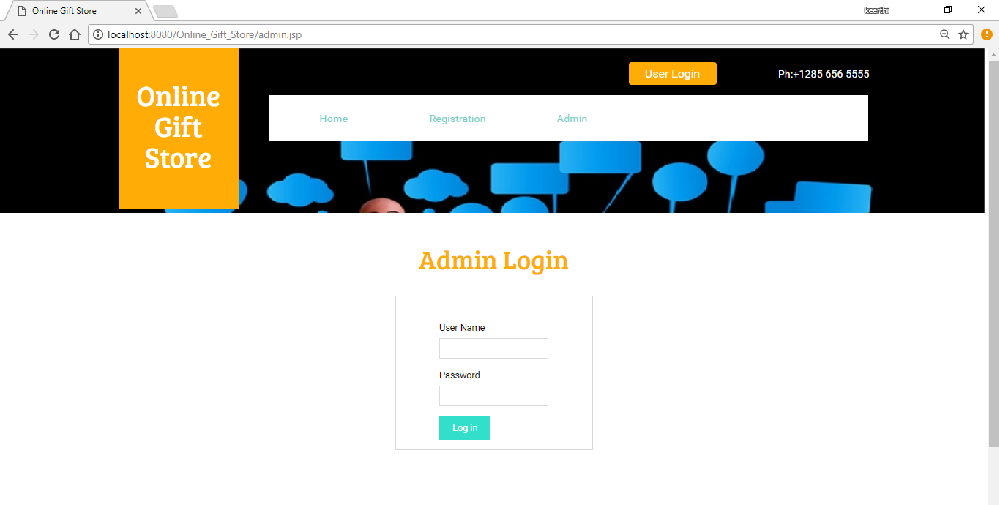 Online Gift Store
localhost:8080/Online_Gift_Store/admin.jsp
User Login
Ph:+1285 656 5555
Online
Gift
Store
Home Registration Admin
Admin Login
User Name
Password
Log in